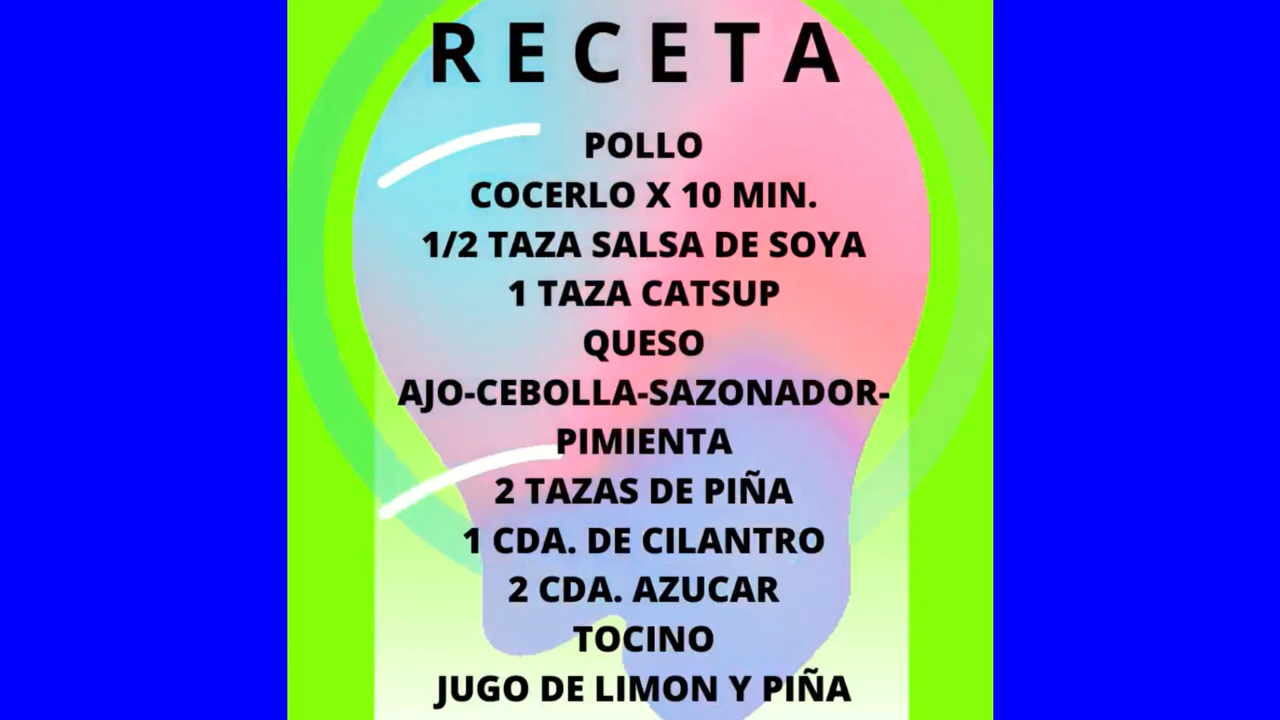 RECETA
POLLO
COCERLO X 10 MIN.
1/2 TAZA SALSA DE SOYA
1 TAZA CATSUP
QUESO
AJO-CEBOLLA-SAZONADOR-
PIMIENTA
2 TAZAS DE PIÑA
1 CDA. DE CILANTRO
2 CDA. AZUCAR
TOCINO
JUGO DE LIMON Y PIÑA